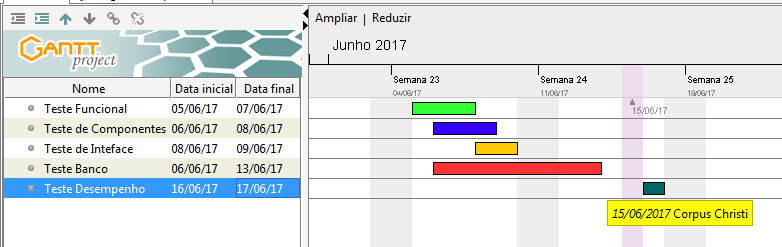 GANTT project
Nome Data inicial Data final
Teste Funcional 05/06/17 07/06/17
Teste de Componentes 06/06/17 08/06/17
Teste de Inteface 08/06/17 09/06/17
Teste Banco 06/06/17 13/06/17
Teste Desempenho 16/06/17 17/06/17
Ampliar | Reduzir
Junho 2017
Semana 23 Semana 24 Semana 25
04/06/17 11/06/17 18/06/17
15/06/17
15/06/2017 Corpus Christi